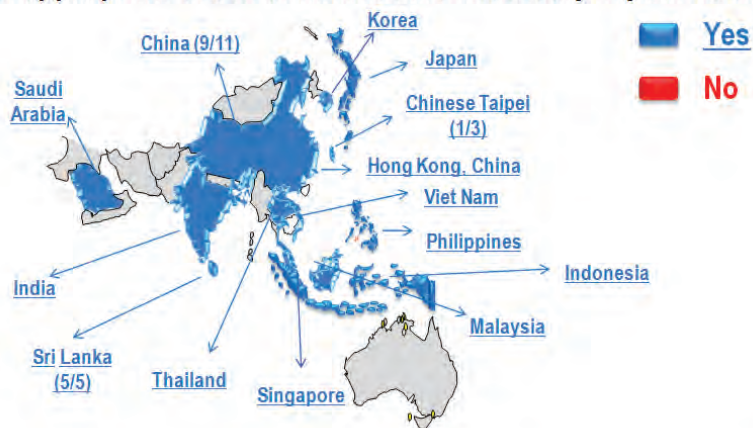 Korea
China (9/11)
Yes
Japan
Saudi
Arabia
No
Chinese Taipei
(1/3)
Hong Kong, China
Viet Nam
Philippines
Indonesia
India
Malaysia
Sri Lanka
(5/5)
Thailand
Singapore